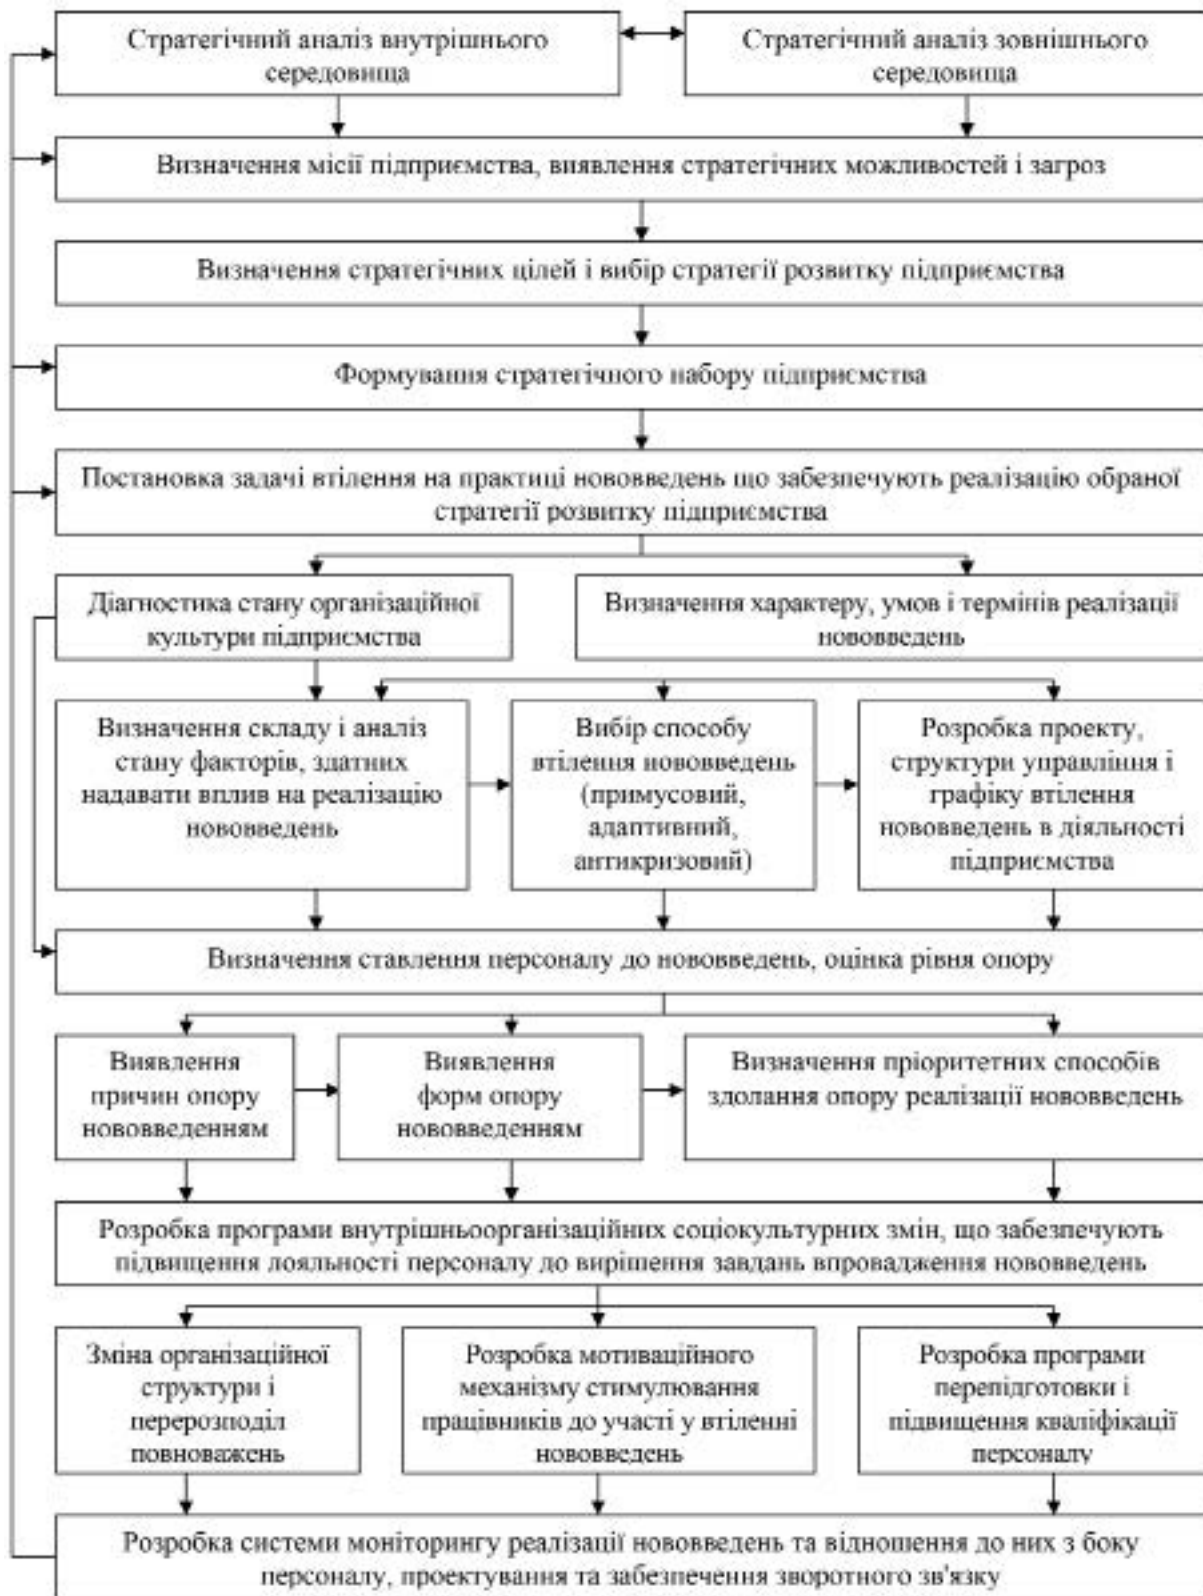 Стратегічний аналіз внутрішнього
середовища
Стратегічний аналіз зовнішнього
середовища
Визначення місії підприємства, виявлення стратегічних можливостей і загроз
Визначення стратегічних цілей і вибір стратегії розвитку підприємства
Формування стратегічного набору підприємства
Постановка задачі втілення на практиці нововведень що забезпечують реалізацію обраної
стратегії розвитку підприємства
Діагностика стану організаційної
культури підприємства
Визначення характеру, умов і термінів реалізації
нововведень
Визначення складу і аналіз
стану факторів, здатних
надавати вплив на реалізацію
нововведень
Вибір способу
втілення нововведень
(примусовий,
адаптивний,
антикризовий)
Розробка проекту,
структури управління і
графіку втілення
нововведень в діяльності
підприємства
Визначення ставлення персоналу до нововведень, оцінка рівня опору
Виявлення
причин опору
нововведенням
Виявлення
форм опору
нововведенням
Визначення пріоритетних способів
здолання опору реалізації нововведень
Розробка програми внутрішньоорганізаційних соціокультурних змін, що забезпечують
підвищення лояльності персоналу до вирішення завдань впровадження нововведень
Зміна організаційної
структури і
перерозподіл
повноважень
Розробка мотиваційного
механізму стимулювання
працівників до участі у втіленні
нововведень
Розробка програми
перепідготовки і
підвищення кваліфікації
персоналу
Розробка системи моніторингу реалізації нововведень та відношення до них з боку
персоналу, проектування та забезпечення зворотного зв'язку